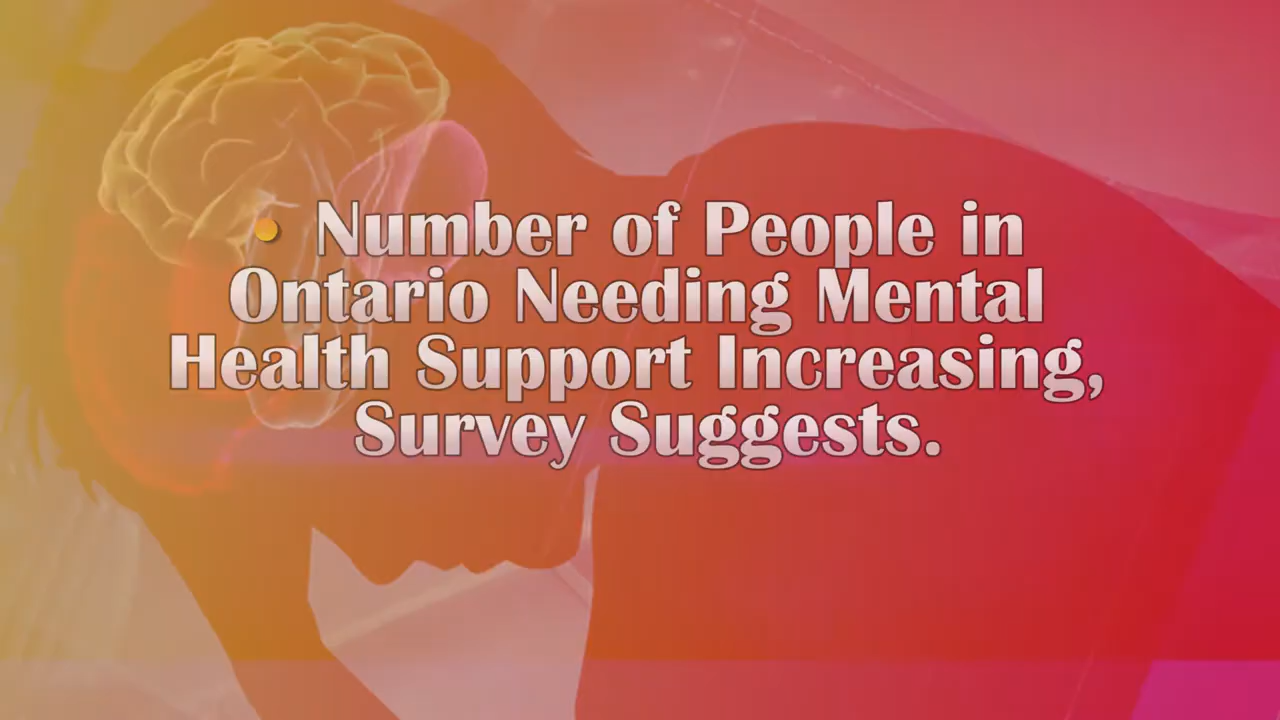 • Number of People in
Ontario Needing Mental
Health Support Increasing,
Survey Suggests.